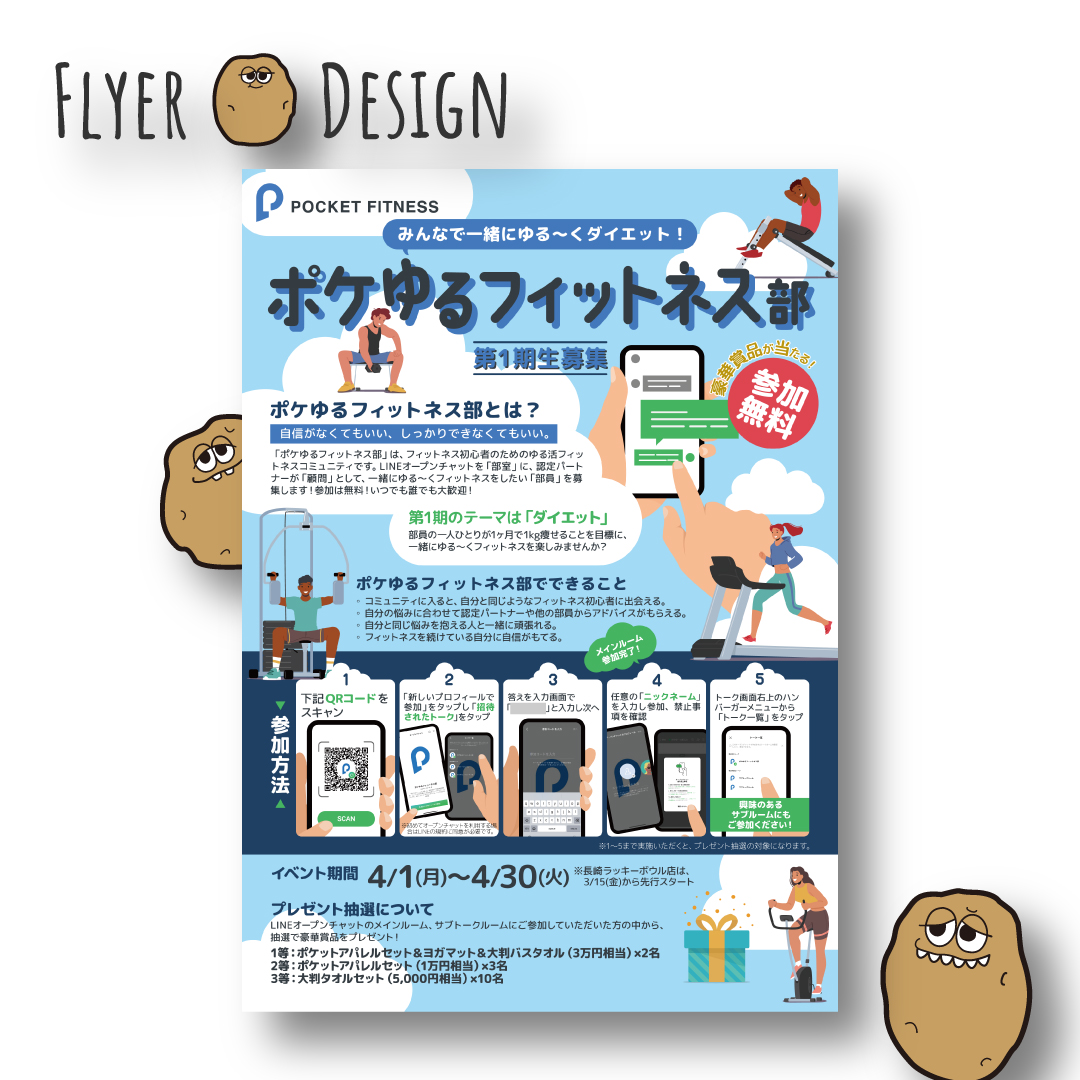 FLYER DESIGN
POCKET FITNESS
みんなで一緒にゆる〜くダイエット！
ポケゆるフィットネス部
第1期生募集
豪華賞品が当たる！
参加
無料
ポケゆるフィットネス部とは？
自信がなくてもいい、しっかりできなくてもいい。
「ポケゆるフィットネス部」は、フィットネス初心者のためのゆる活フィッ
トネスコミュニティです。LINEオープンチャットを「部室」に、認定パート
ナーが「顧問」として、一緒にゆる〜くフィットネスをしたい「部員」を募
集します！参加は無料！いつでも誰でも大歓迎！
第1期のテーマは「ダイエット」
部員の一人ひとりが1ヶ月で1kg痩せることを目標に、
一緒にゆる〜くフィットネスを楽しみませんか？
ポケゆるフィットネス部でできること
◦ コミュニティに入ると、自分と同じようなフィットネス初心者に出会える。
◦ 自分の悩みに合わせて認定パートナーや他の部員からアドバイスがもらえる。
◦ 自分と同じ悩みを抱える人と一緒に頑張れる。
◦ フィットネスを続けている自分に自信がもてる。
メインルーム
参加完了！
▼参加方法▲
1
下記QRコードを
スキャン
SCAN
2
「新しいプロフィールで
参加」をタップし「招待
されたトーク」をタップ
※初めてオープンチャットを利用する場
合はLINEの規約に同意が必要です。
3
答えを入力画面で
「　　　」と入力し次へ
4
任意の「ニックネーム」
を入力し参加、禁止事
項を確認
5
トーク画面右上のハン
バーガーメニューから
「トーク一覧」をタップ
興味のある
サブルームにも
ご参加ください！
※1〜5まで実施いただくと、プレゼント抽選の対象になります。
イベント期間 4/1(月)〜4/30(火)
※長崎ラッキーボウル店は、
3/15(金)から先行スタート
プレゼント抽選について
LINEオープンチャットのメインルーム、サブトークルームにご参加していただいた方の中から、
抽選で豪華賞品をプレゼント！
1等：ポケットアパレルセット＆ヨガマット＆大判バスタオル（3万円相当）×2名
2等：ポケットアパレルセット（1万円相当）×3名
3等：大判タオルセット（5,000円相当）×10名